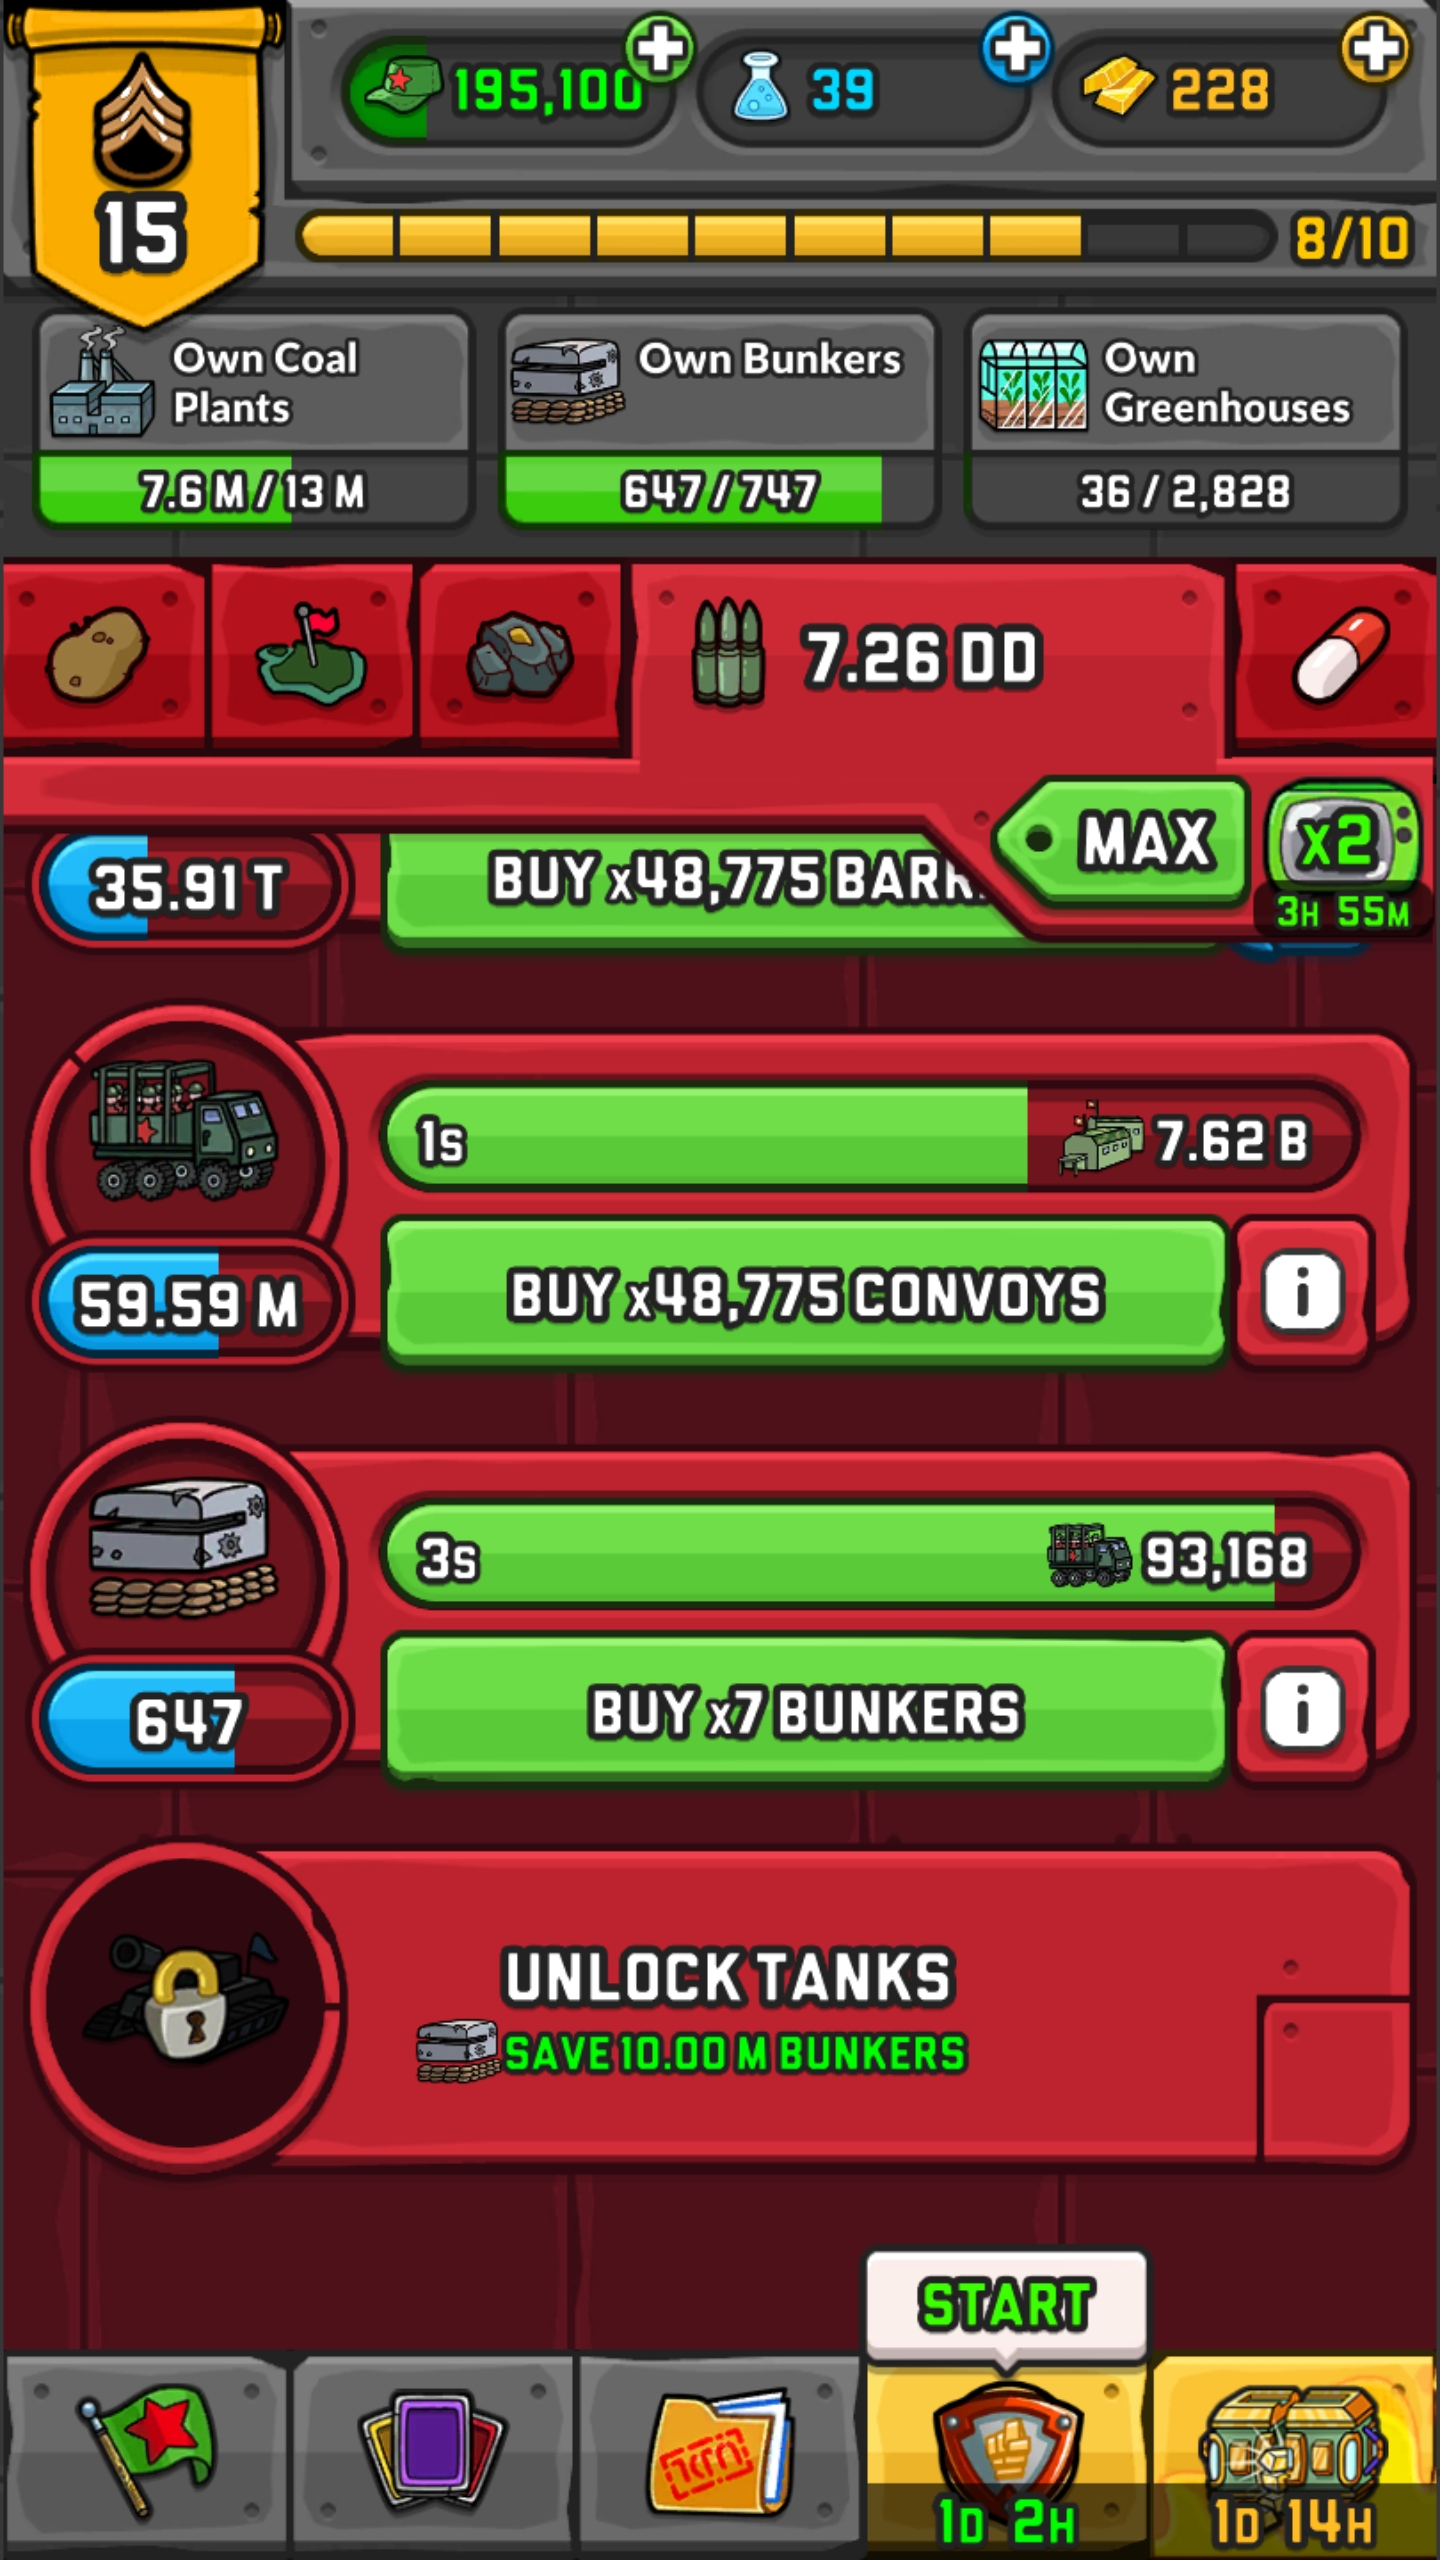 195,100
39
228
15
8/10
Own Coal
Plants
7.6 M / 13 M
Own Bunkers
647 / 747
Own
Greenhouses
36 / 2,828
7.26 DD
MAX
x2
3H 55M
35.91 T
BUY x48,775 BARR
1s
7.62 B
59.59 M
BUY x48,775 CONVOYS
i
3s
93,168
647
BUY x7 BUNKERS
i
UNLOCK TANKS
SAVE 10.00 M BUNKERS
START
1D 2H
1D 14H